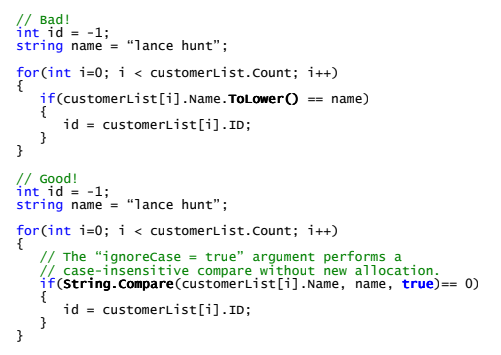 // Bad!
int id = -1;
string name = “lance hunt”;
for(int i=0; i < customerList.Count; i++)
{
if(customerList[i].Name.ToLower() == name)
{
id = customerList[i].ID;
}
}
// Good!
int id = -1;
string name = “lance hunt”;
for(int i=0; i < customerList.Count; i++)
{
// The “ignoreCase = true” argument performs a
// case-insensitive compare without new allocation.
if(String.Compare(customerList[i].Name, name, true)== 0)
{
id = customerList[i].ID;
}
}